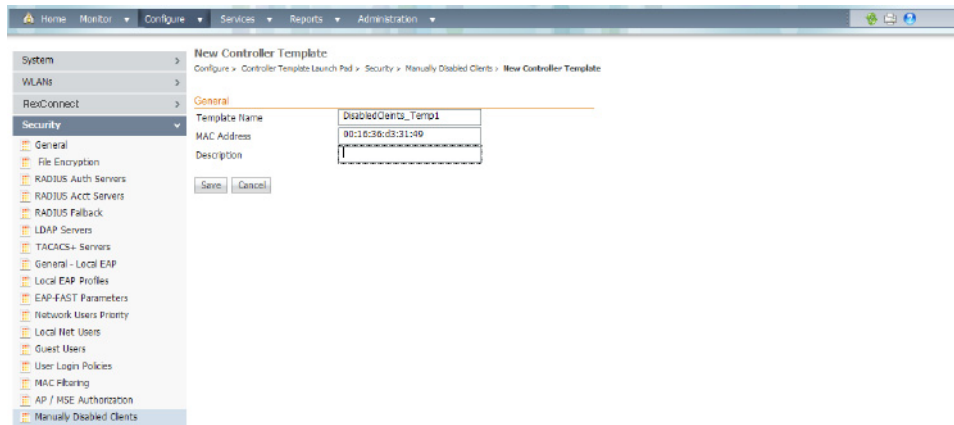 Home Monitor Configure Services Reports Administration
System
WLANs
RexConnect
Security
General
File Encryption
RADIUS Auth Servers
RADIUS Acct Servers
RADIUS Fallback
LDAP Servers
TACACS+ Servers
General - Local EAP
Local EAP Profiles
EAP-FAST Parameters
Network Users Priority
Local Net Users
Guest Users
User Login Policies
MAC Filtering
AP / MSE Authorization
Manually Disabled Clients
New Controller Template
Configure > Controller Template Launch Pad > Security > Manually Disabled Clients > New Controller Template
General
Template Name DisabledCleints_Temp1
MAC Address 00:16:36:d3:31:49
Description
Save Cancel